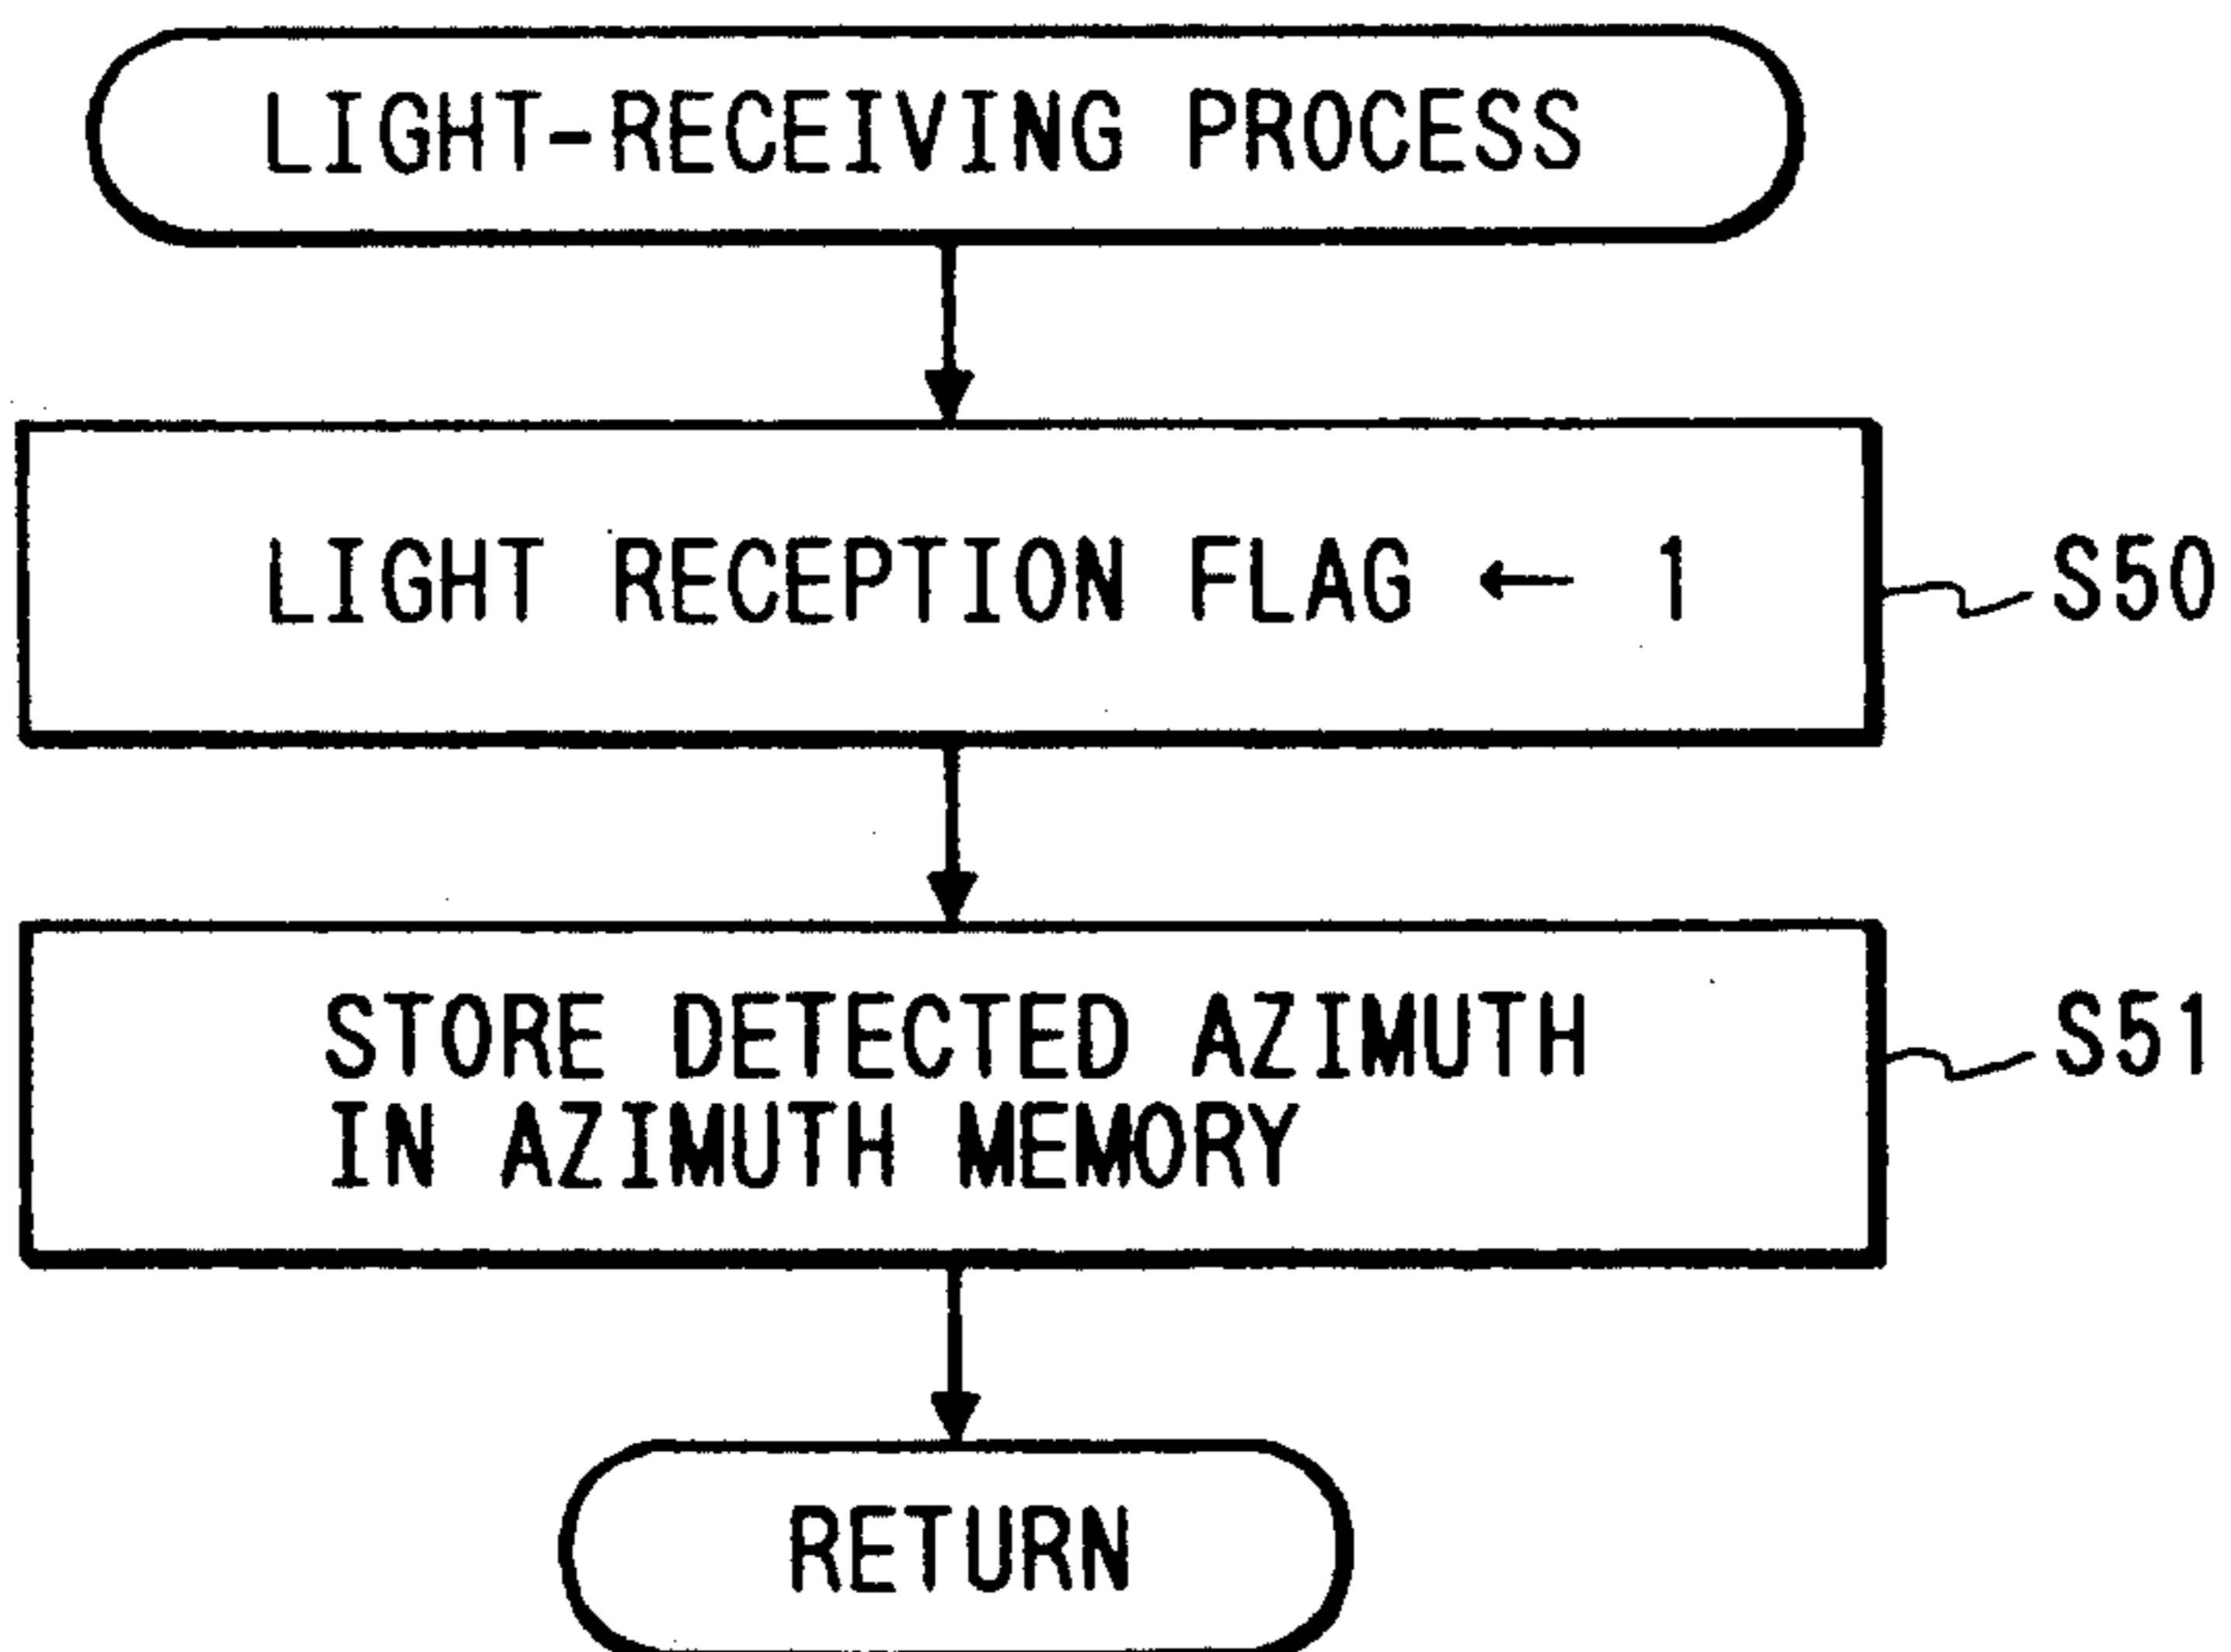 LIGHT-RECEIVING PROCESS
LIGHT RECEPTION FLAG ← 1
S50
STORE DETECTED AZIMUTH
IN AZIMUTH MEMORY
S51
RETURN